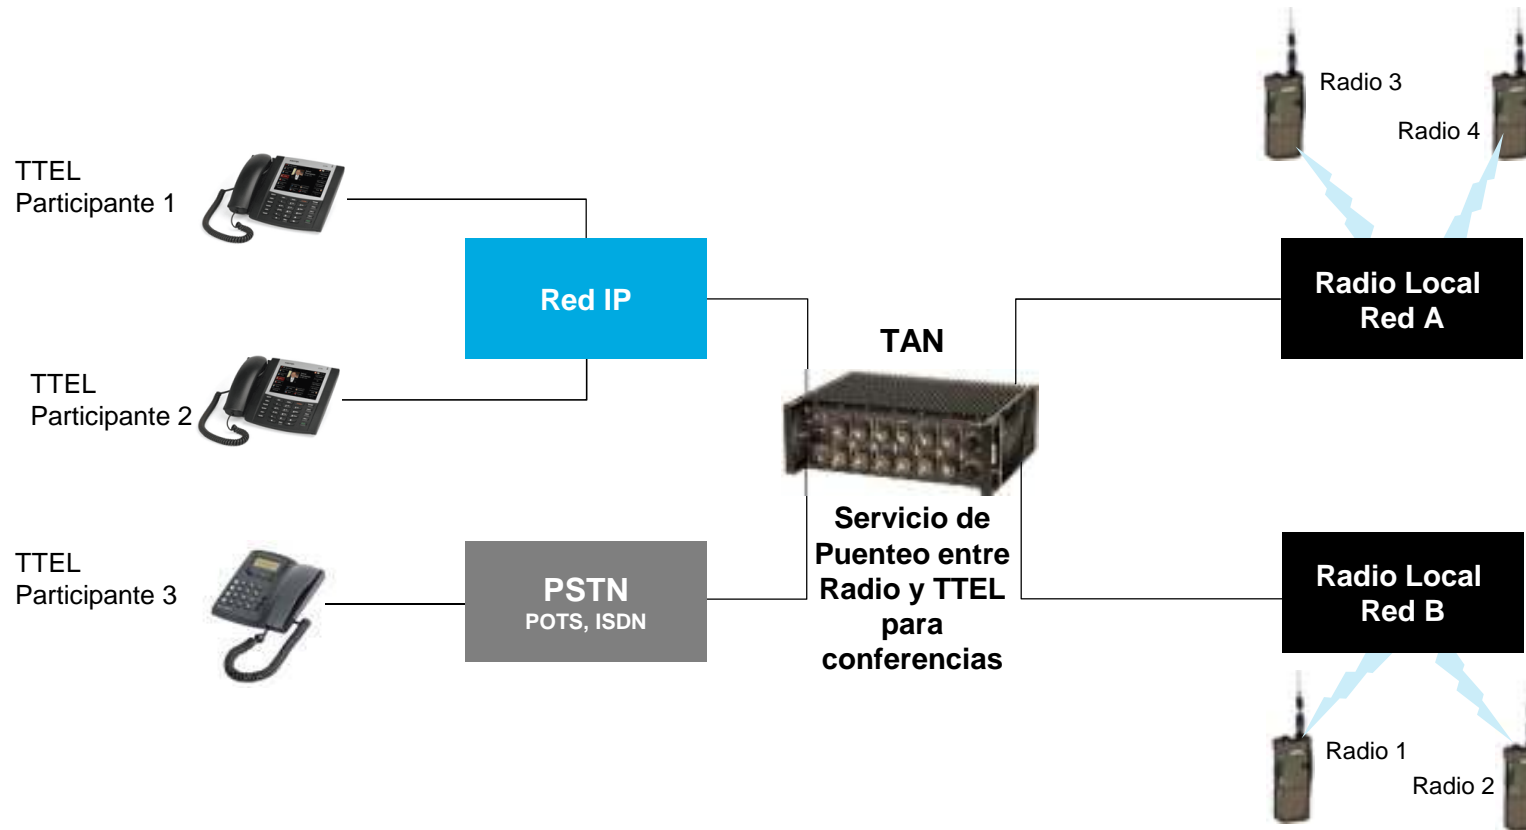 Radio 3
Radio 4
TTEL
Participante 1
Red IP
Radio Local
Red A
TAN
TTEL
Participante 2
Servicio de
Puenteo entre
Radio y TTEL
para
conferencias
TTEL
Participante 3
PSTN
POTS, ISDN
Radio Local
Red B
Radio 1
Radio 2